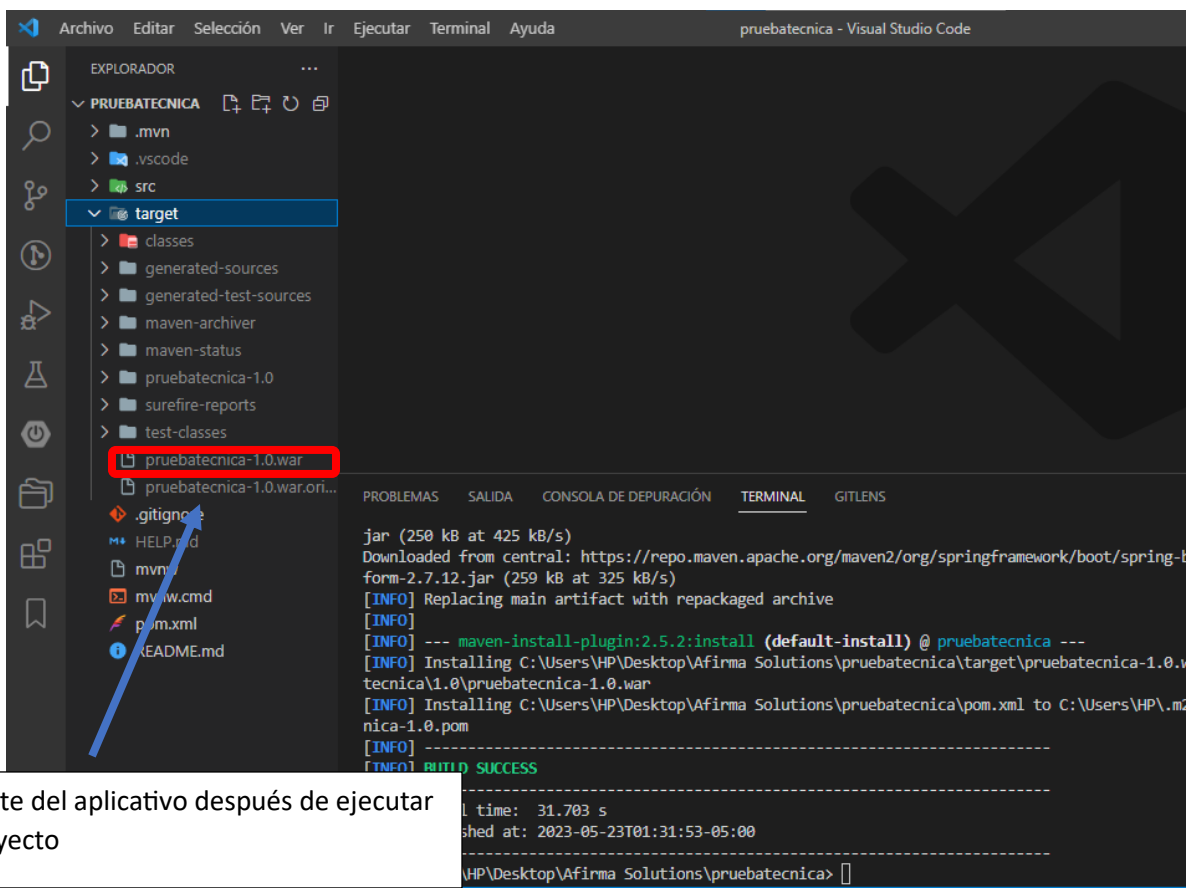 Archivo Editar Selección Ver Ir Ejecutar Terminal Ayuda pruebatecnica - Visual Studio Code
EXPLORADOR ...
PRUEBATECNICA
.mvn
.vscode
src
target
classes
generated-sources
generated-test-sources
maven-archiver
maven-status
pruebatecnica-1.0
surefire-reports
test-classes
pruebatecnica-1.0.war
pruebatecnica-1.0.war.ori...
.gitignore
HELP.md
mvnw
mvnw.cmd
pom.xml
README.md
PROBLEMAS SALIDA CONSOLA DE DEPURACIÓN TERMINAL GITLENS
jar (250 kB at 425 kB/s)
Downloaded from central: https://repo.maven.apache.org/maven2/org/springframework/boot/spring-b
form-2.7.12.jar (259 kB at 325 kB/s)
[INFO] Replacing main artifact with repackaged archive
[INFO]
[INFO] --- maven-install-plugin:2.5.2:install (default-install) @ pruebatecnica ---
[INFO] Installing C:\Users\HP\Desktop\Afirma Solutions\pruebatecnica\target\pruebatecnica-1.0.w
tecnica\1.0\pruebatecnica-1.0.war
[INFO] Installing C:\Users\HP\Desktop\Afirma Solutions\pruebatecnica\pom.xml to C:\Users\HP\.m2
nica-1.0.pom
[INFO] ------------------------------------------------------------------------
[INFO] BUILD SUCCESS
------------------------------------------------------------------------
l time: 31.703 s
shed at: 2023-05-23T01:31:53-05:00
------------------------------------------------------------------------
\HP\Desktop\Afirma Solutions\pruebatecnica>
te del aplicativo después de ejecutar
yecto